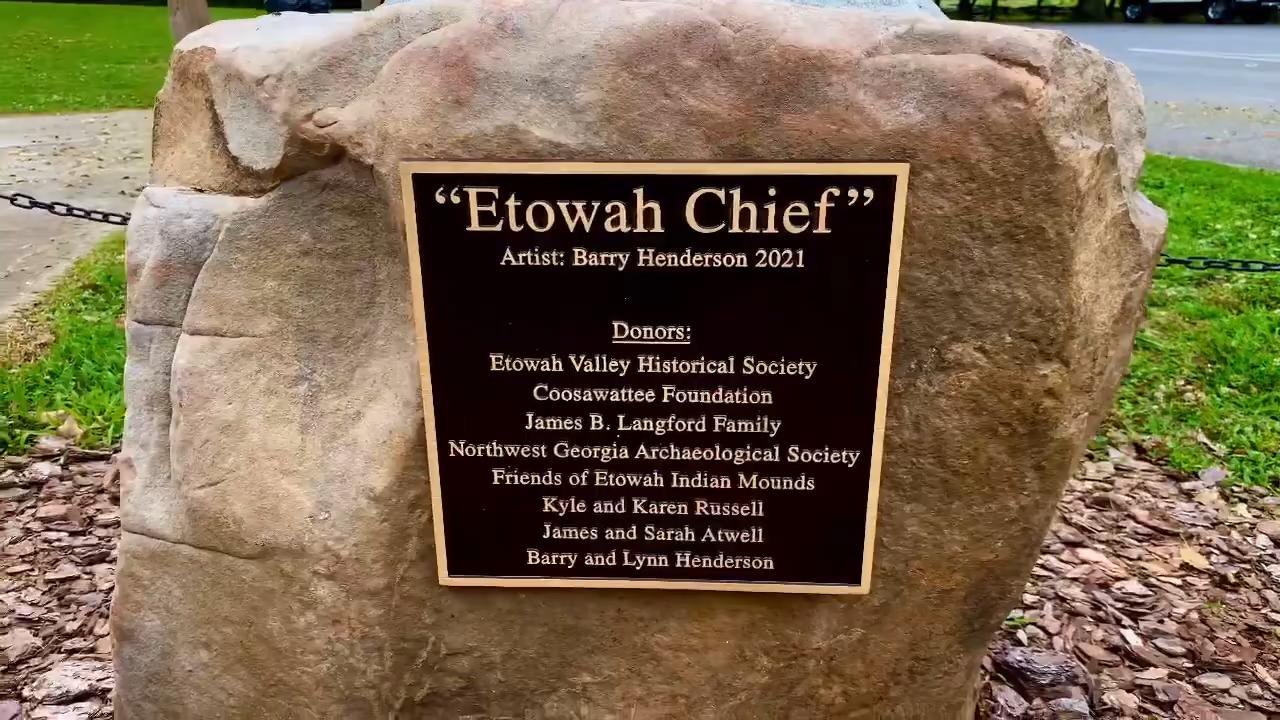 “Etowah Chief”
Artist: Barry Henderson 2021
Donors:
Etowah Valley Historical Society
Coosawattee Foundation
James B. Langford Family
Northwest Georgia Archaeological Society
Friends of Etowah Indian Mounds
Kyle and Karen Russell
James and Sarah Atwell
Barry and Lynn Henderson